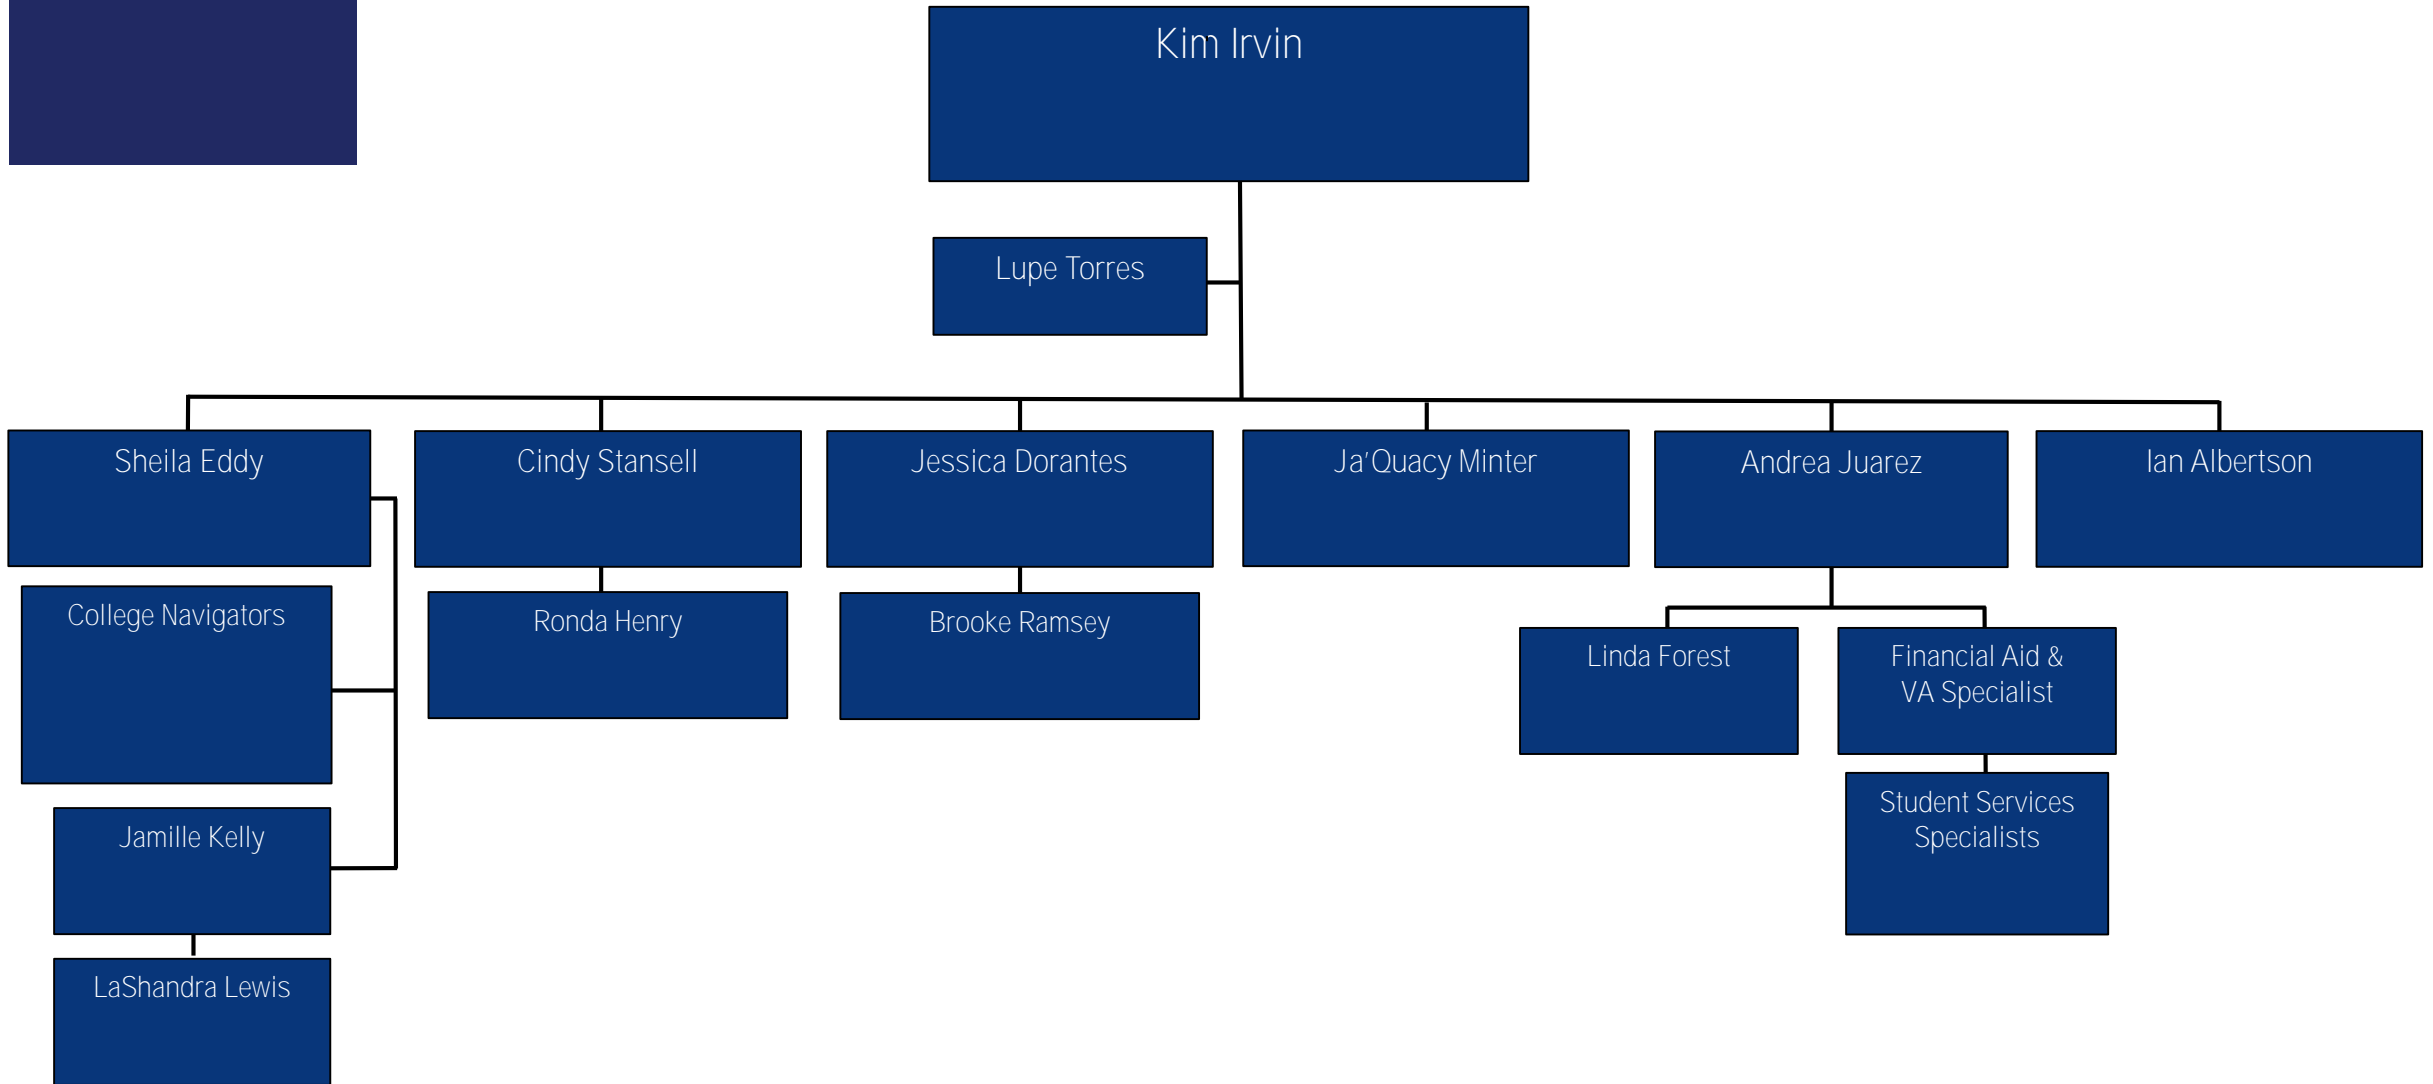 Kim Irvin
Lupe Torres
Sheila Eddy
Cindy Stansell
Jessica Dorantes
Ja'Quacy Minter
Andrea Juarez
Ian Albertson
College Navigators
Ronda Henry
Brooke Ramsey
Linda Forest
Financial Aid &
VA Specialist
Student Services
Specialists
Jamille Kelly
LaShandra Lewis